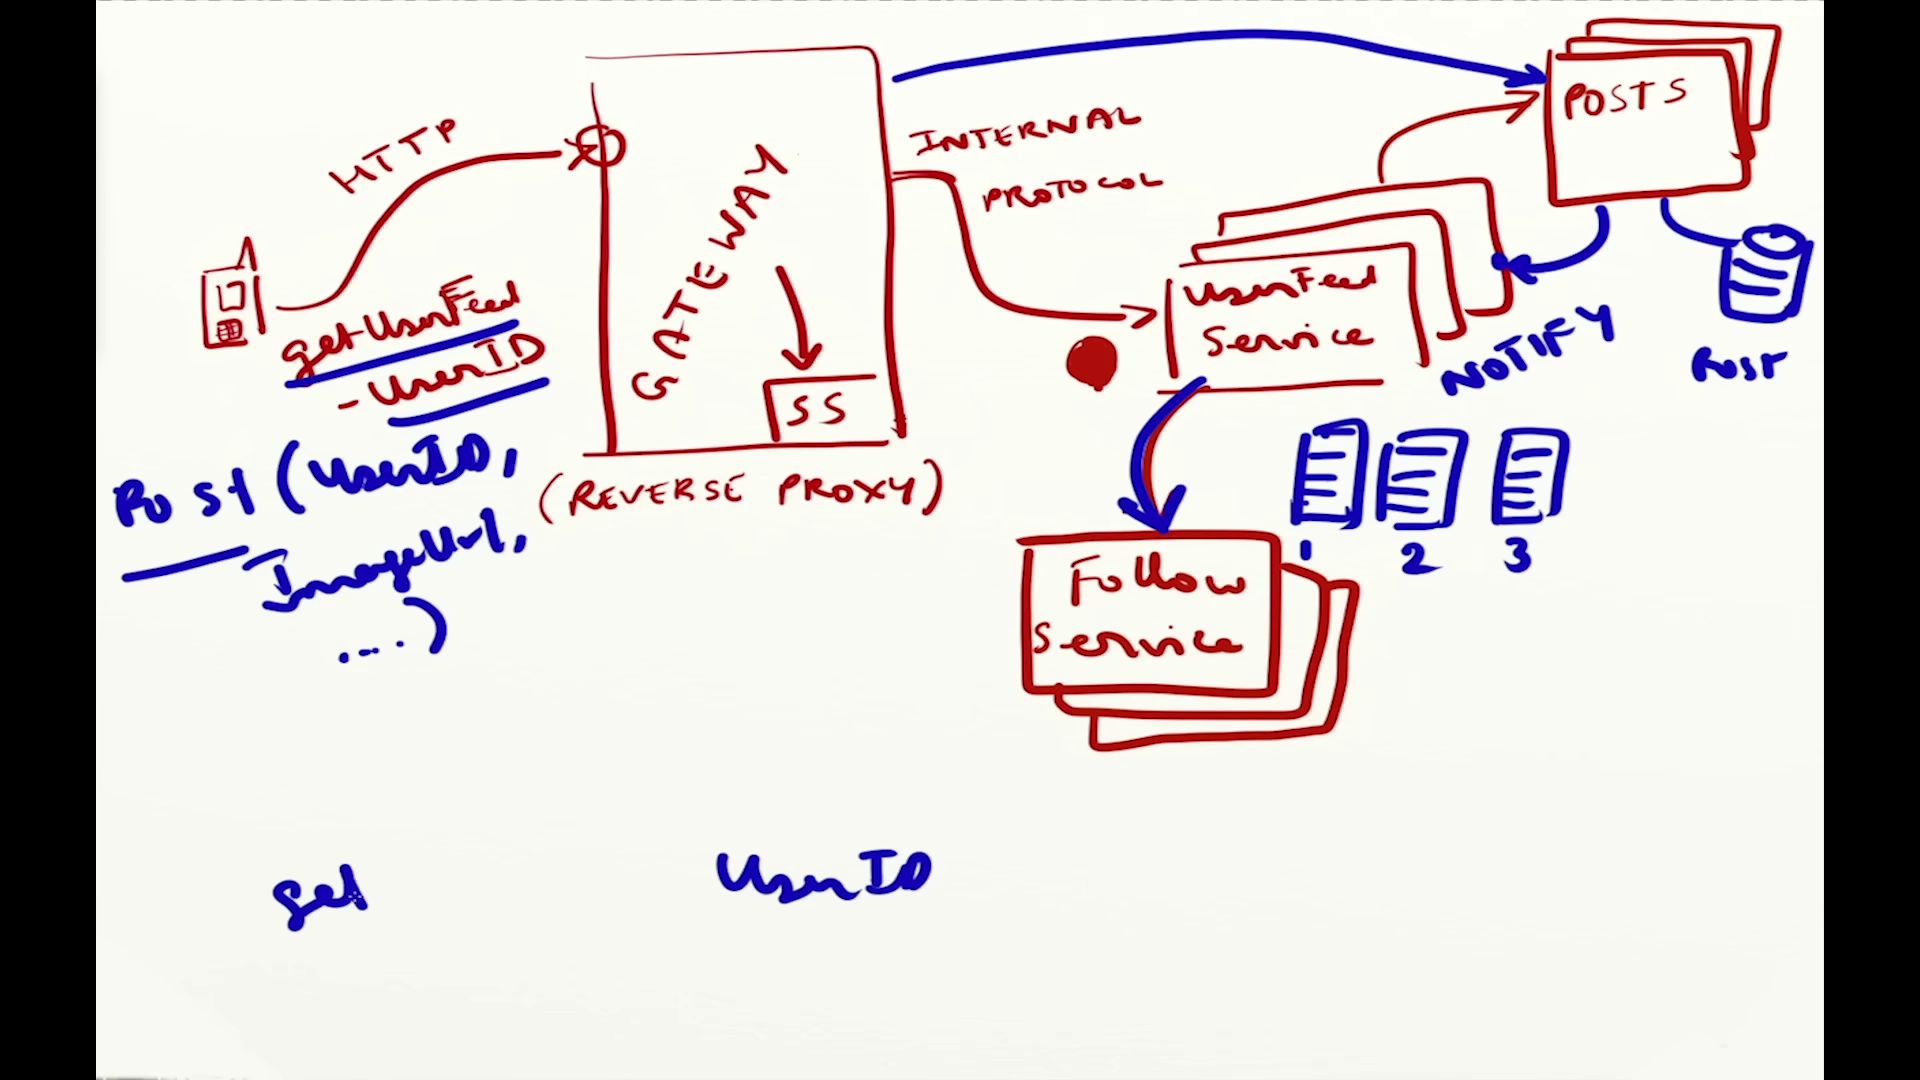 HTTP
getUserFeed
- UserID
Post (UserID,
ImageUrl,
....)
GATEWAY
SS
(REVERSE PROXY)
INTERNAL
PROTOCOL
POSTS
UserFeed
Service
NOTIFY
Post
1 2 3
Follow
Service
get
UserID